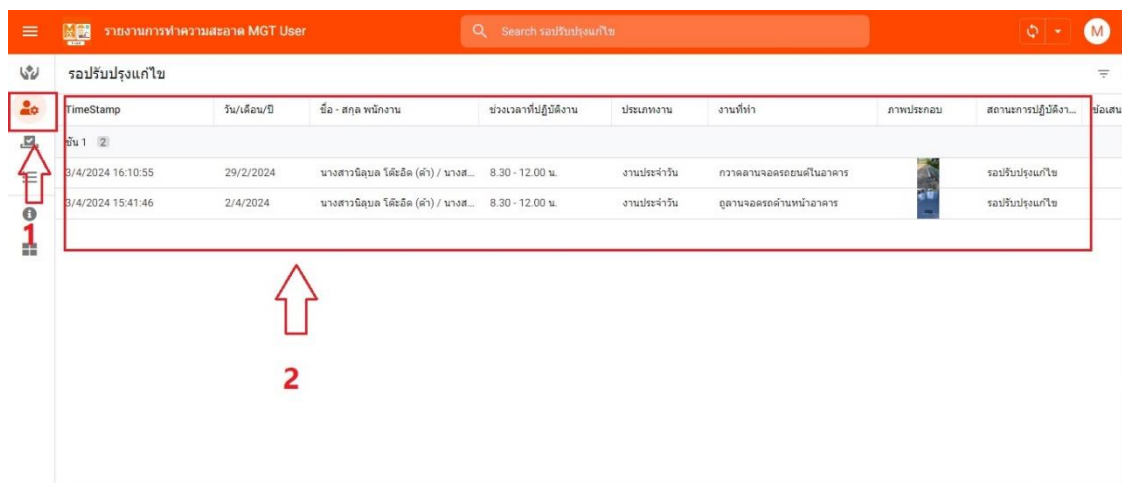 รายงานการทำความสะอาด MGT User
Search รอปรับปรุงแก้ไข
M
รอปรับปรุงแก้ไข
TimeStamp วัน/เดือน/ปี ชื่อ - สกุล พนักงาน ช่วงเวลาที่ปฏิบัติงาน ประเภทงาน งานที่ทำ ภาพประกอบ สถานะการปฏิบัติงา... ข้อเสน
ชั้น 1 2
3/4/2024 16:10:55 29/2/2024 นางสาวนิลุบล โต๊ะอิด (ดำ) / นางส... 8.30 - 12.00 น. งานประจำวัน กวาดลานจอดรถยนต์ในอาคาร รอปรับปรุงแก้ไข
3/4/2024 15:41:46 2/4/2024 นางสาวนิลุบล โต๊ะอิด (ดำ) / นางส... 8.30 - 12.00 น. งานประจำวัน ถูลานจอดรถด้านหน้าอาคาร รอปรับปรุงแก้ไข
1
2